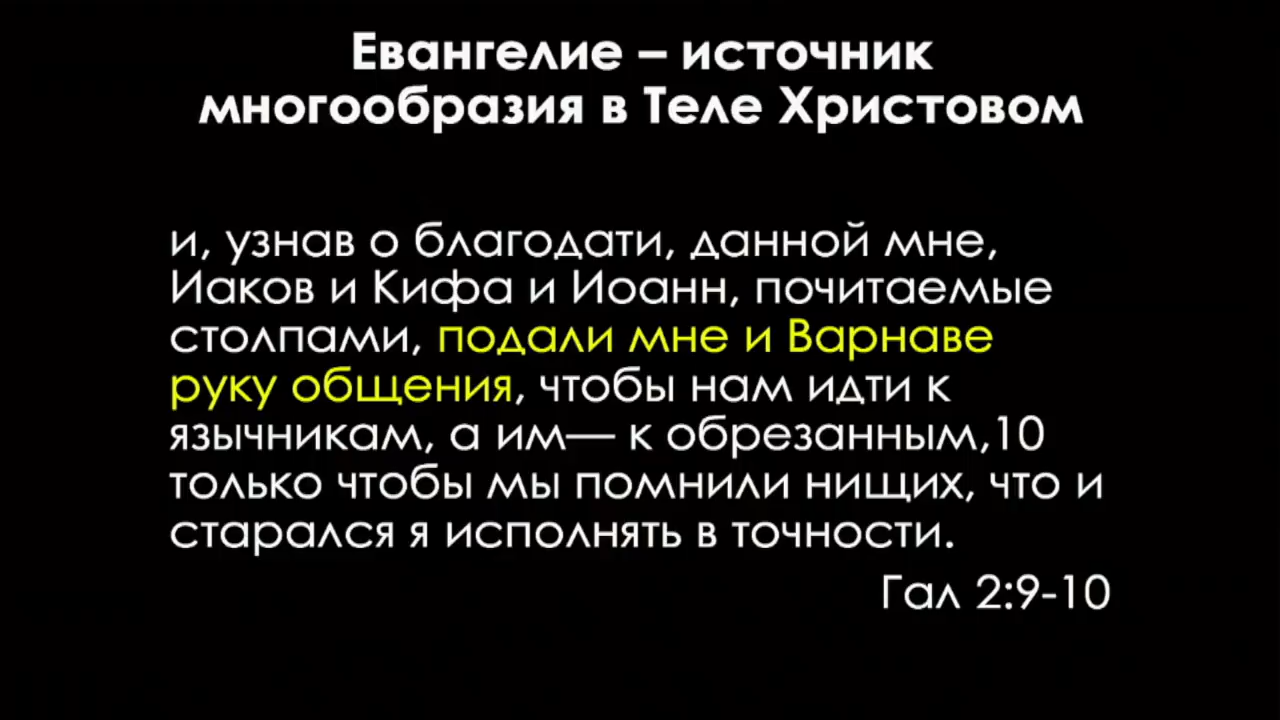 Евангелие – источник
многообразия в Теле Христовом
и, узнав о благодати, данной мне,
Иаков и Кифа и Иоанн, почитаемые
столпами, подали мне и Варнаве
руку общения, чтобы нам идти к
язычникам, а им— к обрезанным,10
только чтобы мы помнили нищих, что и
старался я исполнять в точности.
Гал 2:9-10